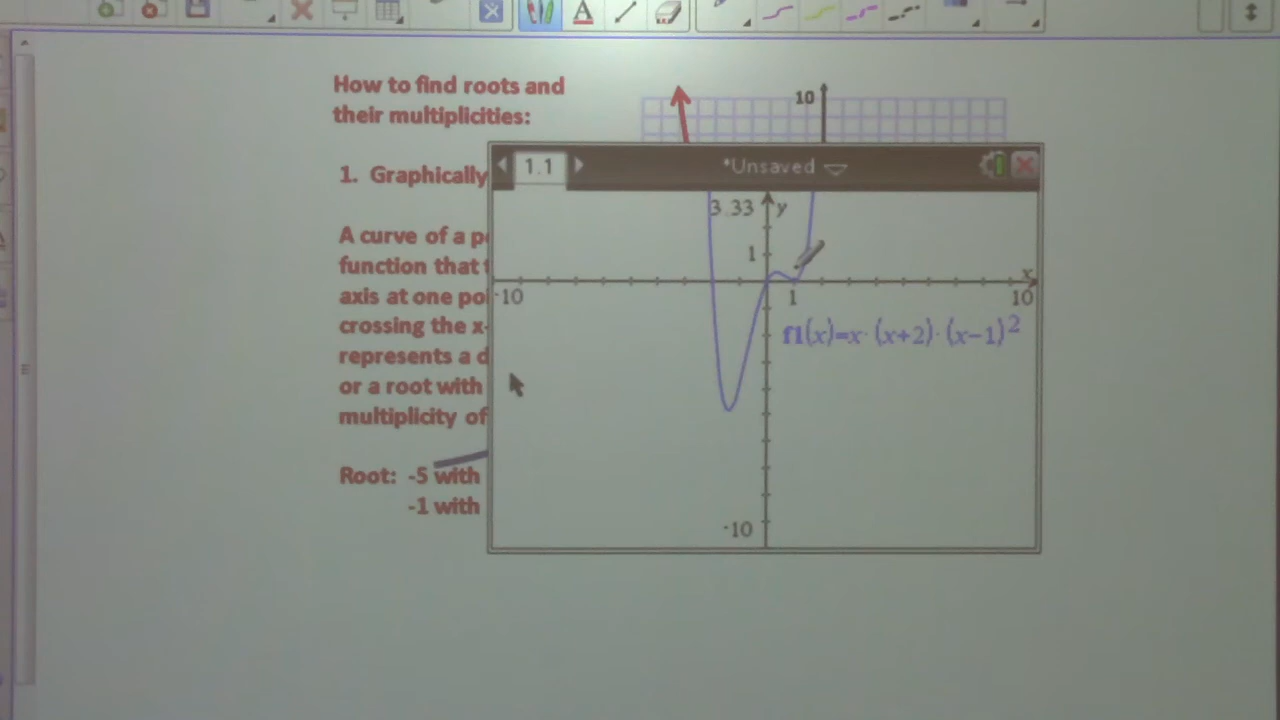 How to find roots and
their multiplicities:
10
1. Graphically
A curve of a p
function that
axis at one po
crossing the x-
represents a d
or a root with
multiplicity of
Root: -5 with
-1 with
1.1
*Unsaved
3.33 y
1
x
-10 1 10
f1(x)=x·(x+2)·(x-1)²
-10